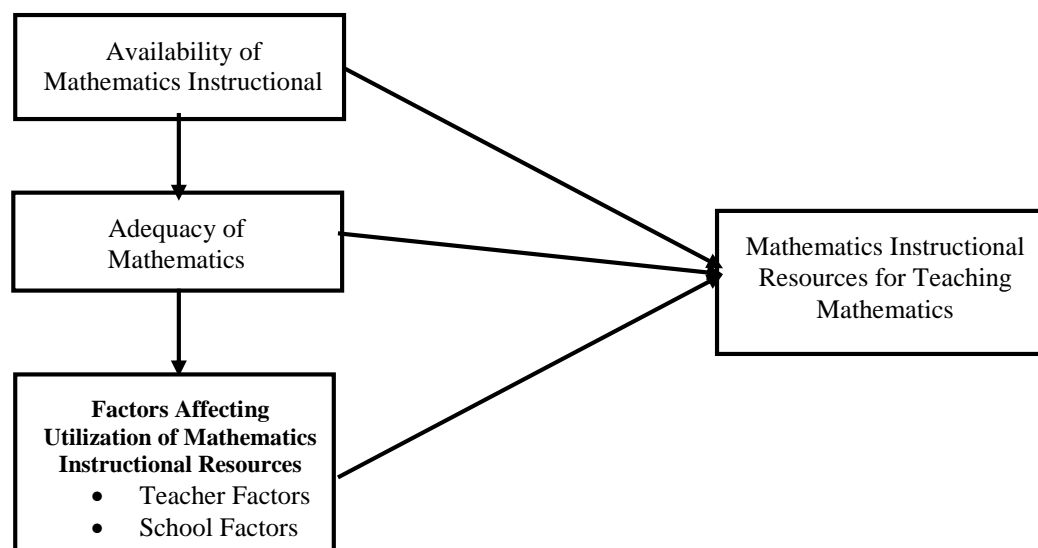 Availability of
Mathematics Instructional
Adequacy of
Mathematics
Factors Affecting
Utilization of Mathematics
Instructional Resources
• Teacher Factors
• School Factors
Mathematics Instructional
Resources for Teaching
Mathematics